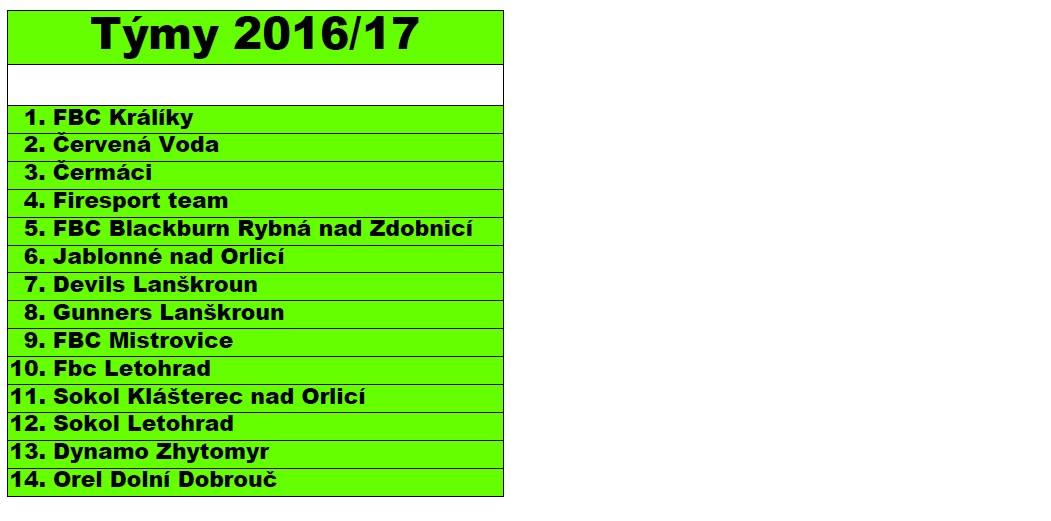 Týmy 2016/17
1. FBC Králíky
2. Červená Voda
3. Čermáci
4. Firesport team
5. FBC Blackburn Rybná nad Zdobnicí
6. Jablonné nad Orlicí
7. Devils Lanškroun
8. Gunners Lanškroun
9. FBC Mistrovice
10. Fbc Letohrad
11. Sokol Klášterec nad Orlicí
12. Sokol Letohrad
13. Dynamo Zhytomyr
14. Orel Dolní Dobrouč